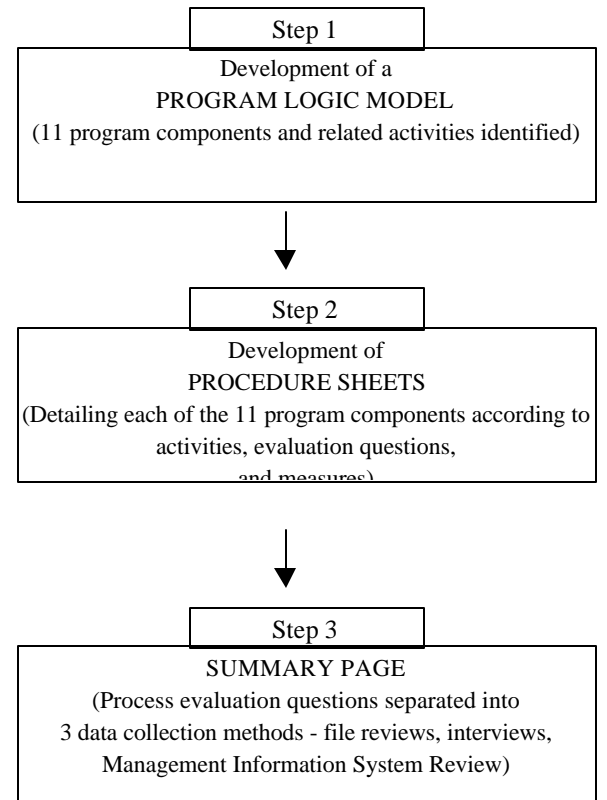 Step 1
Development of a
PROGRAM LOGIC MODEL
(11 program components and related activities identified)
Step 2
Development of
PROCEDURE SHEETS
(Detailing each of the 11 program components according to
activities, evaluation questions,
and measures)
Step 3
SUMMARY PAGE
(Process evaluation questions separated into
3 data collection methods - file reviews, interviews,
Management Information System Review)